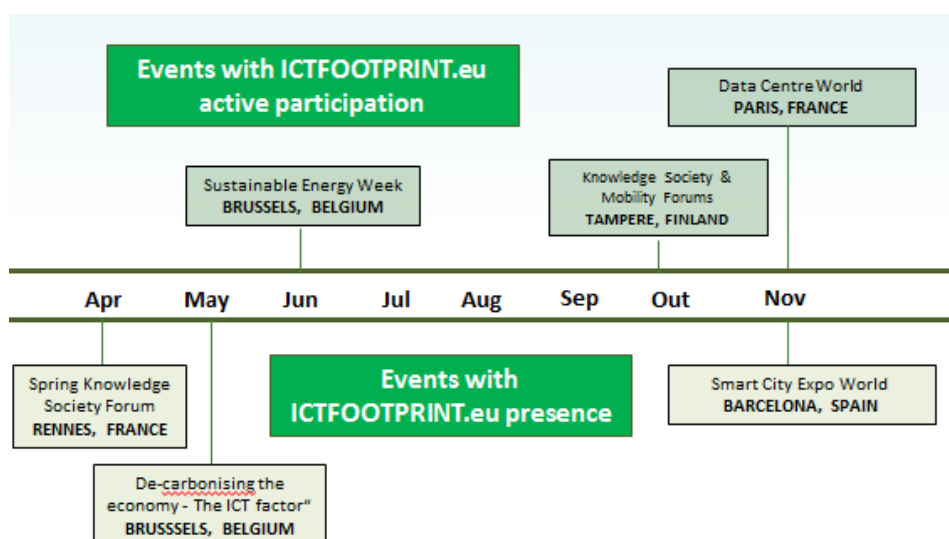 Events with ICTFOOTPRINT.eu
active participation
Data Centre World
PARIS, FRANCE
Sustainable Energy Week
BRUSSELS, BELGIUM
Knowledge Society &
Mobility Forums
TAMPERE, FINLAND
Apr May Jun Jul Aug Sep Out Nov
Spring Knowledge
Society Forum
RENNES, FRANCE
Events with
ICTFOOTPRINT.eu presence
Smart City Expo World
BARCELONA, SPAIN
De-carbonising the
economy - The ICT factor“
BRUSSSELS, BELGIUM